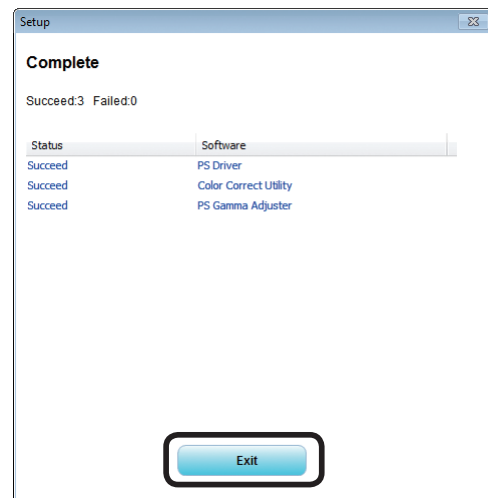 Setup
Complete
Succeed:3 Failed:0
Status Software
Succeed PS Driver
Succeed Color Correct Utility
Succeed PS Gamma Adjuster
Exit